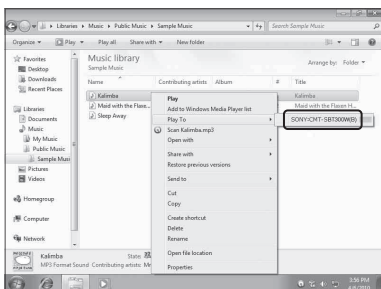 Libraries ▸ Music ▸ Public Music ▸ Sample Music
Search Sample Music
Organize Play Play all Share with New folder
Favorites
Desktop
Downloads
Recent Places
Libraries
Documents
Music
My Music
Public Music
Sample Musi
Pictures
Videos
Homegroup
Computer
Network
Music library
Sample Music
Arrange by: Folder
Name Contributing artists Album # Title
Kalimba
Maid with the Flaxe...
Sleep Away
Play
Add to Windows Media Player list
Play To
Scan Kalimba.mp3
Open with
Share with
Restore previous versions
Send to
Cut
Copy
Create shortcut
Delete
Rename
Open file location
Properties
Kalimba
Maid with the Flaxen H...
SONY:CMT-SBT300W(B)
Kalimba State:
MP3 Format Sound Contributing artists: Mr
3:56 PM